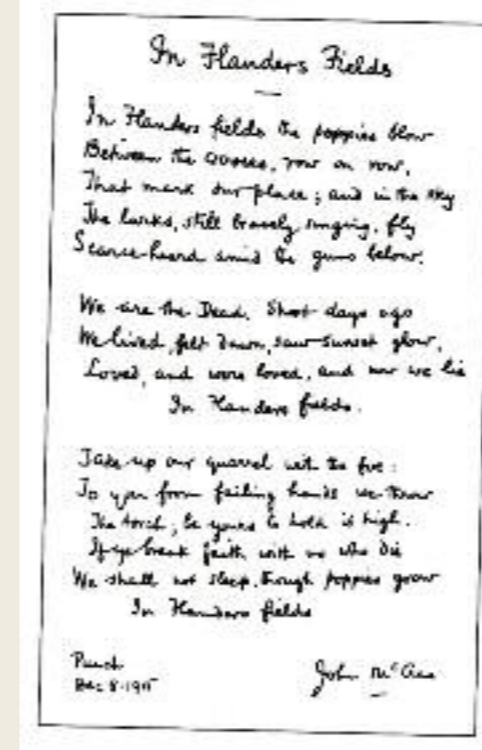 In Flanders Fields
In Flanders fields the poppies blow
Between the crosses, row on row,
That mark our place; and in the sky
The larks, still bravely singing, fly
Scarce heard amid the guns below.
We are the Dead. Short days ago
We lived, felt dawn, saw sunset glow,
Loved, and were loved, and now we lie
In Flanders fields.
Take up our quarrel with the foe:
To you from failing hands we throw
The torch; be yours to hold it high.
If ye break faith with us who die
We shall not sleep, though poppies grow
In Flanders fields
Punch
Dec 8·1915
John McCrae